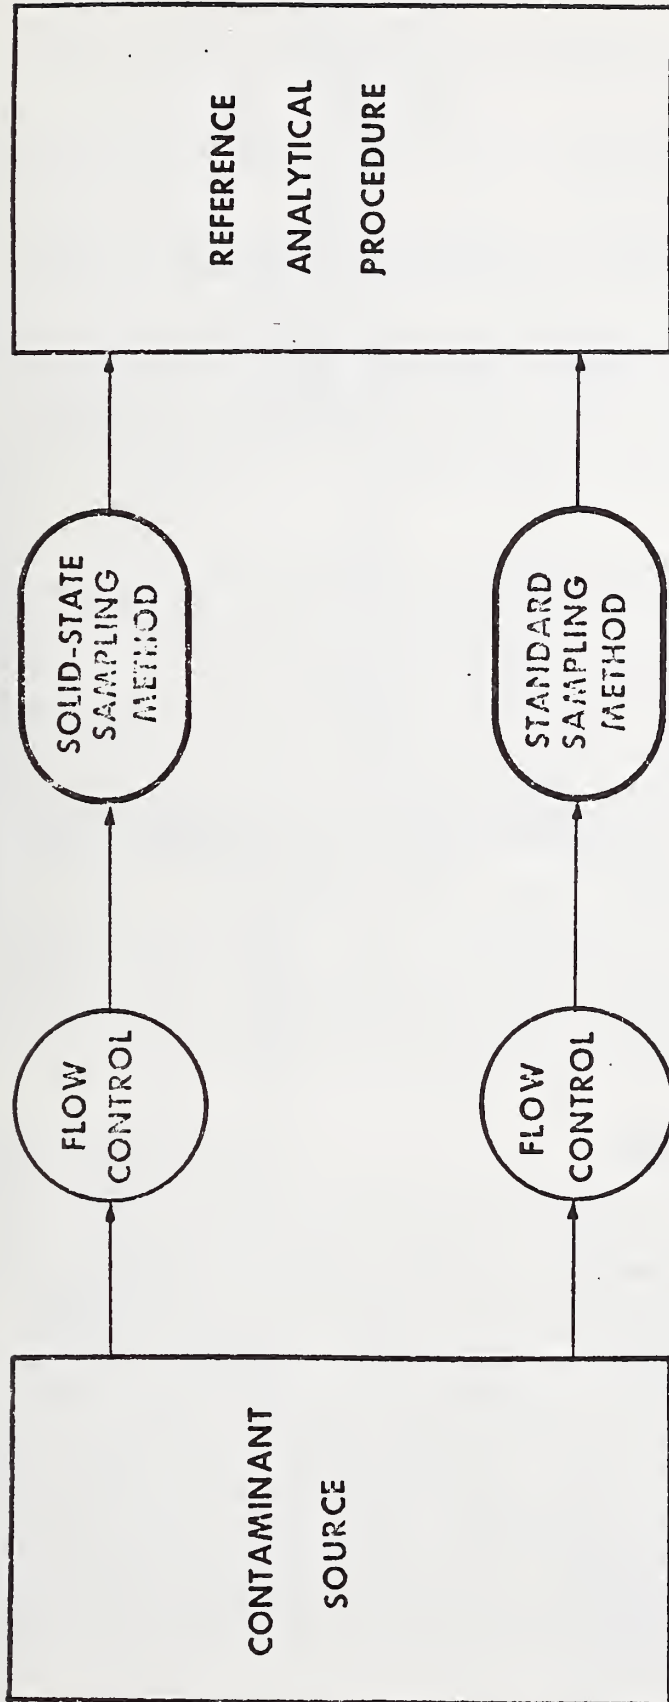 CONTAMINANT
SOURCE
FLOW
CONTROL
SOLID-STATE
SAMPLING
METHOD
FLOW
CONTROL
STANDARD
SAMPLING
METHOD
REFERENCE
ANALYTICAL
PROCEDURE